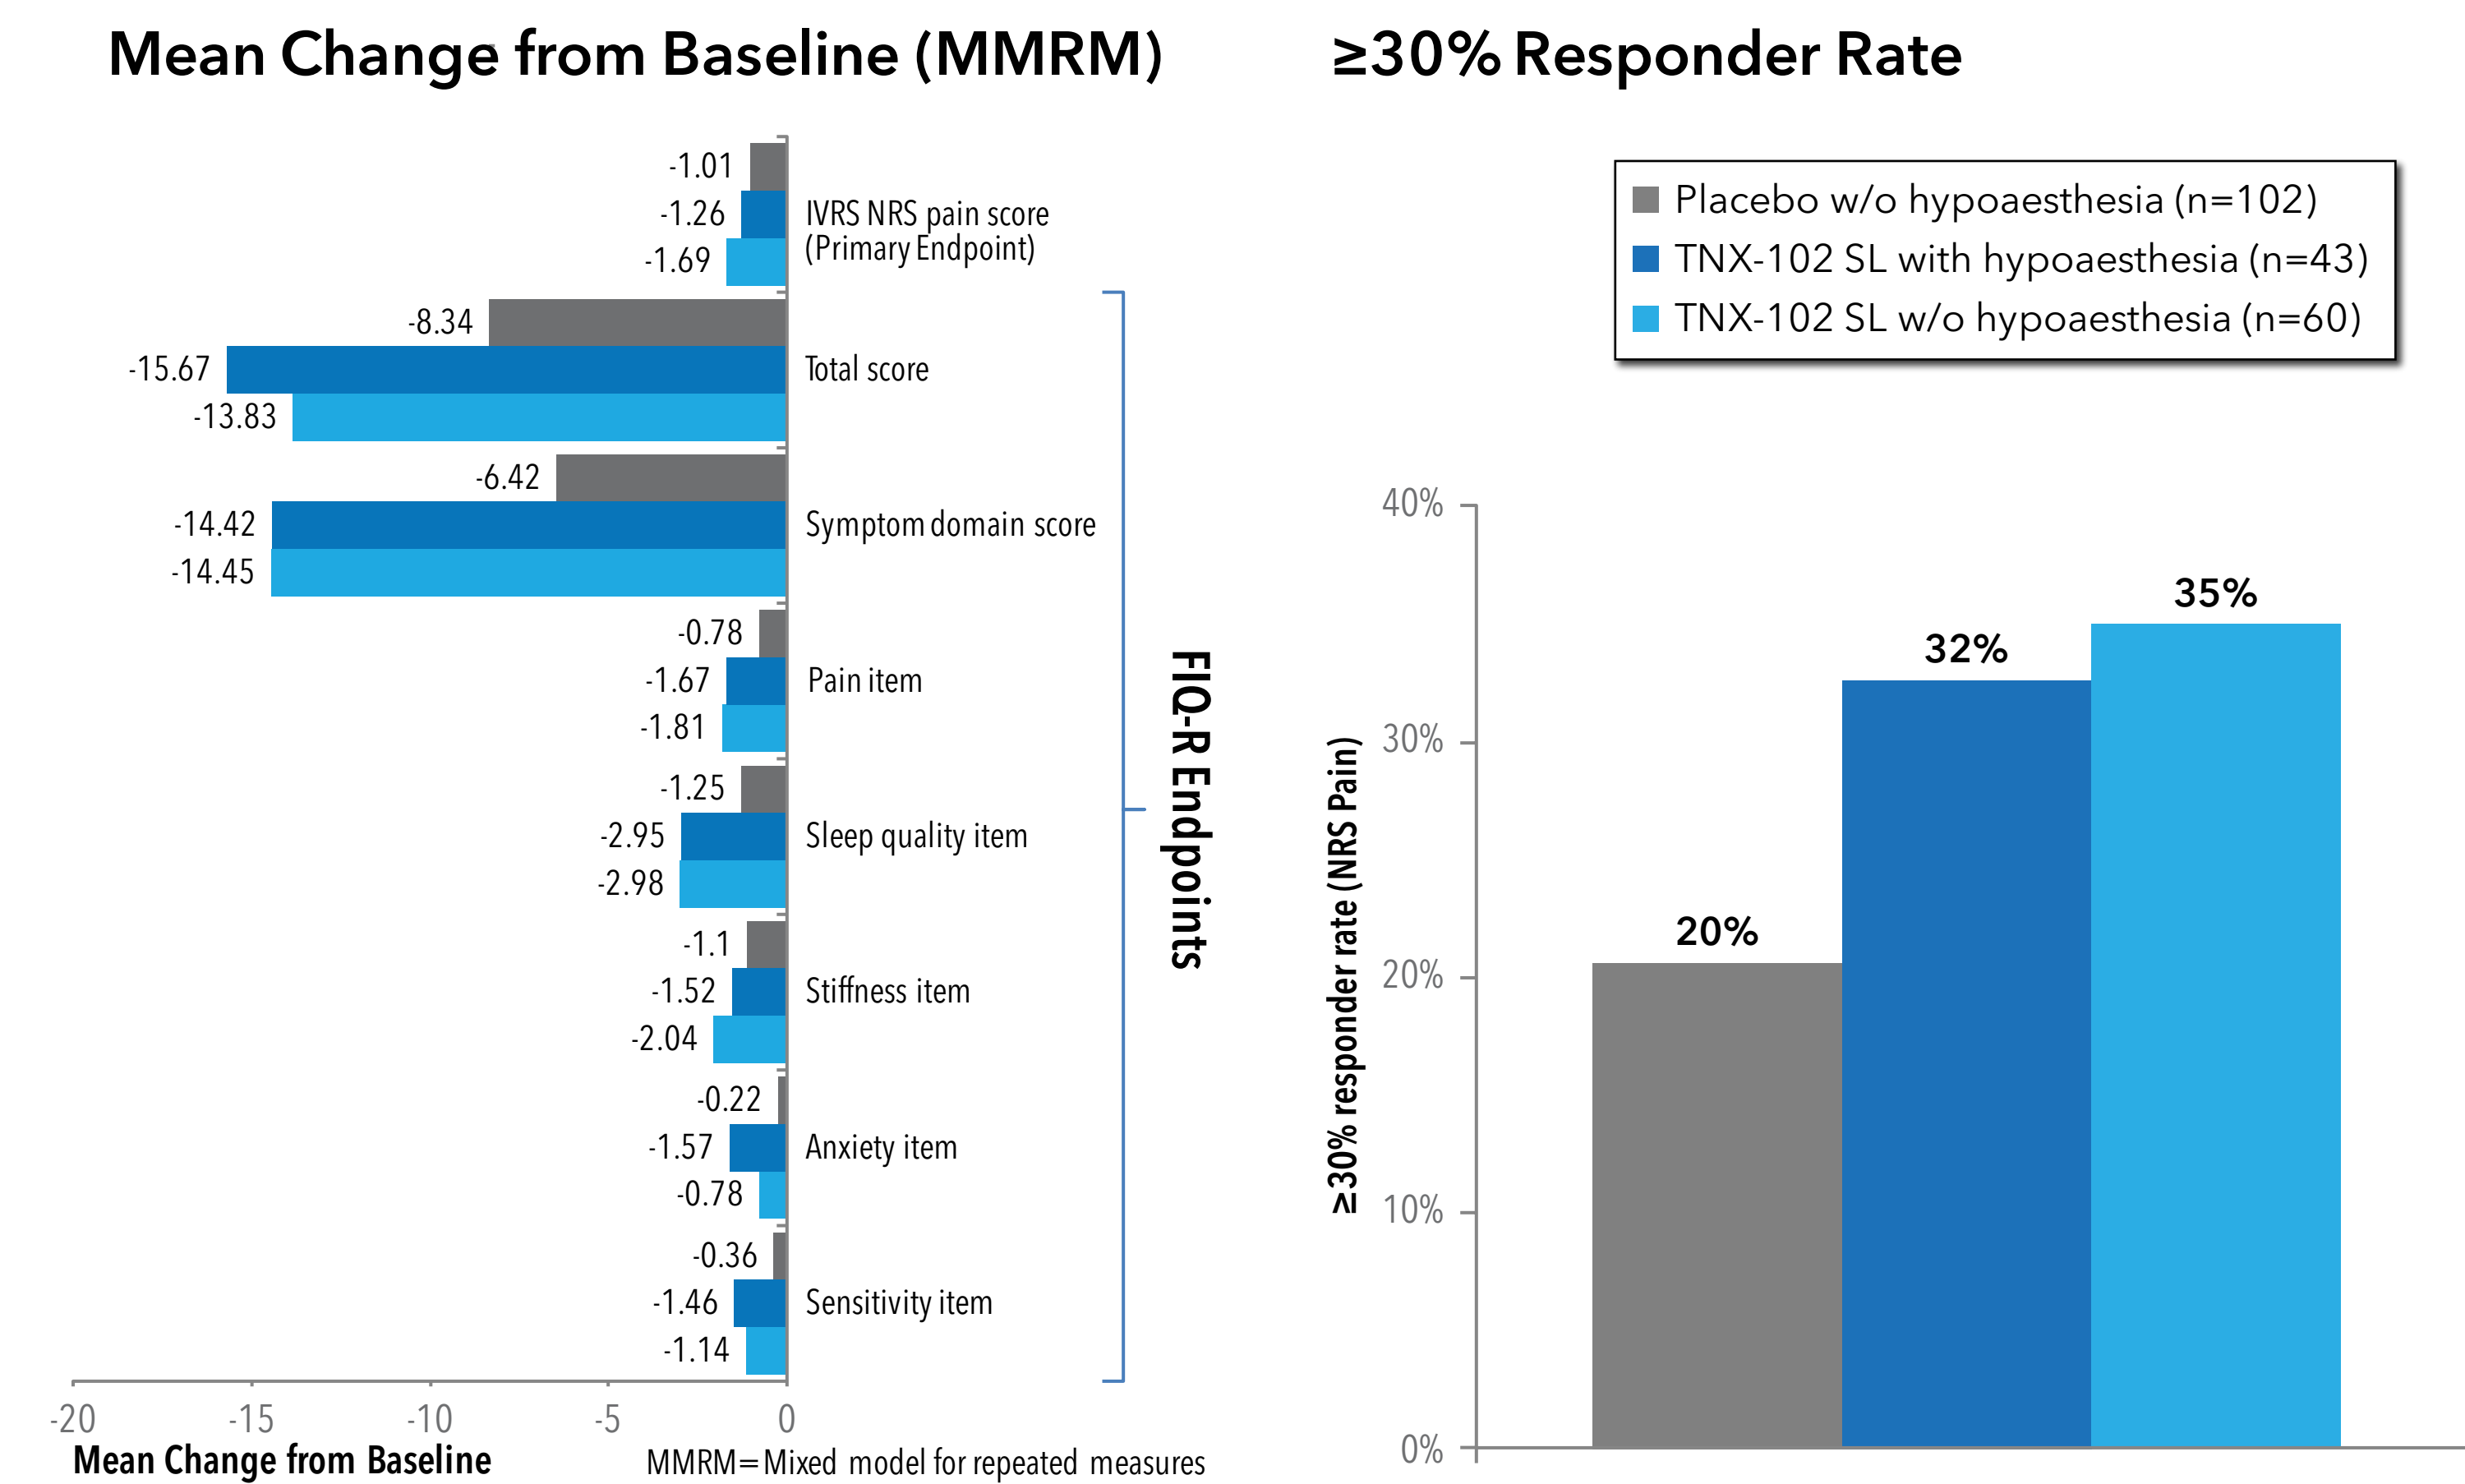 Mean Change from Baseline (MMRM)
≥30% Responder Rate
-1.01
-1.26
-1.69
IVRS NRS pain score
(Primary Endpoint)
-8.34
-15.67
-13.83
Total score
-6.42
-14.42
-14.45
Symptom domain score
-0.78
-1.67
-1.81
Pain item
-1.25
-2.95
-2.98
Sleep quality item
-1.1
-1.52
-2.04
Stiffness item
-0.22
-1.57
-0.78
Anxiety item
-0.36
-1.46
-1.14
Sensitivity item
FIQ-R Endpoints
-20 -15 -10 -5 0
Mean Change from Baseline
MMRM=Mixed model for repeated measures
Placebo w/o hypoaesthesia (n=102)
TNX-102 SL with hypoaesthesia (n=43)
TNX-102 SL w/o hypoaesthesia (n=60)
≥30% responder rate (NRS Pain)
40%
30%
20%
10%
0%
20%
32%
35%